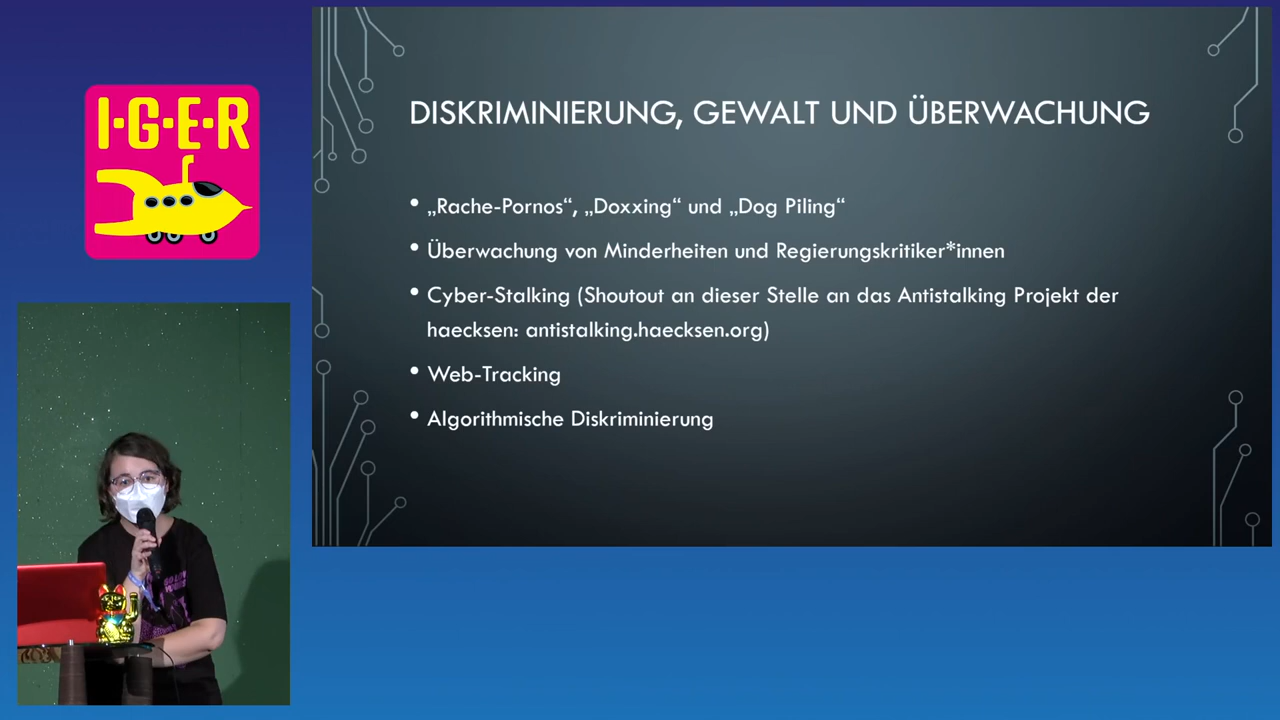 I·G·E·R
DISKRIMINIERUNG, GEWALT UND ÜBERWACHUNG
• „Rache-Pornos“, „Doxxing“ und „Dog Piling“
• Überwachung von Minderheiten und Regierungskritiker*innen
• Cyber-Stalking (Shoutout an dieser Stelle an das Antistalking Projekt der
haecksen: antistalking.haecksen.org)
• Web-Tracking
• Algorithmische Diskriminierung